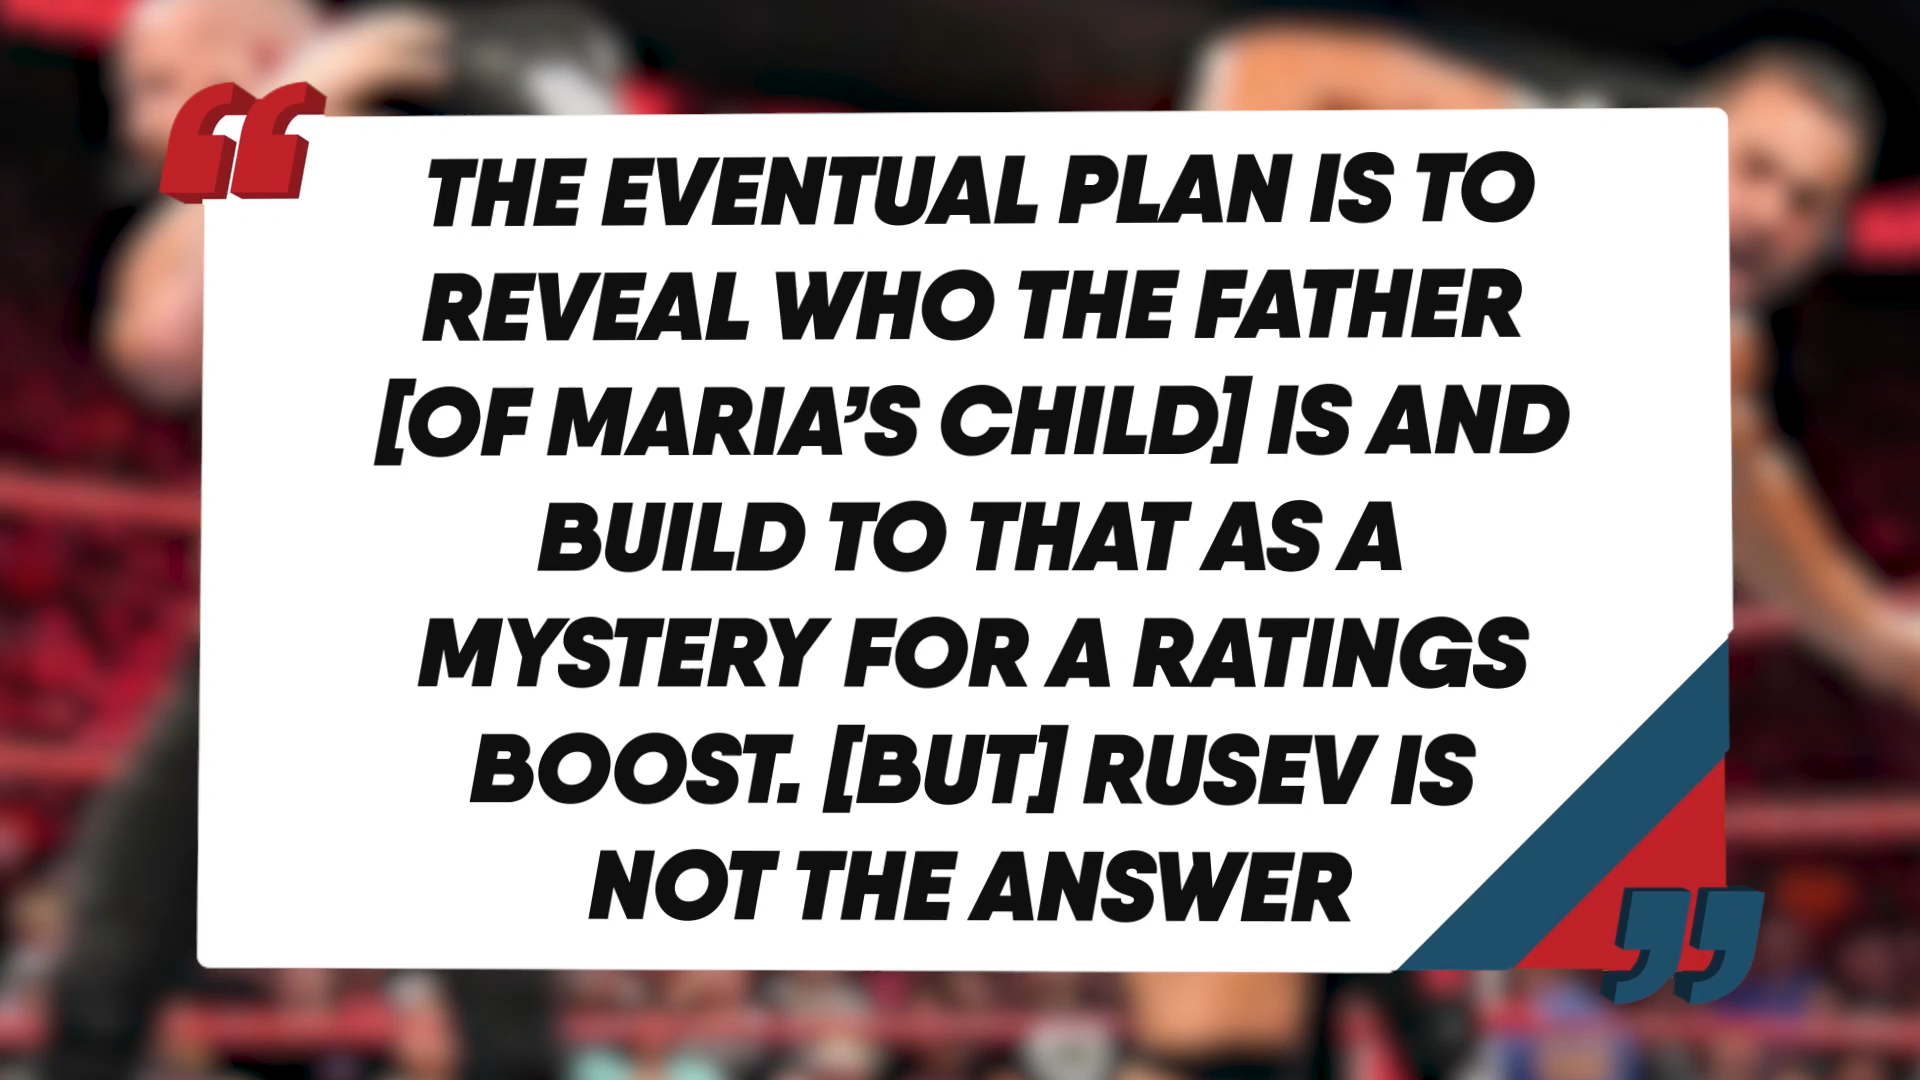 “
THE EVENTUAL PLAN IS TO
REVEAL WHO THE FATHER
[OF MARIA’S CHILD] IS AND
BUILD TO THAT AS A
MYSTERY FOR A RATINGS
BOOST. [BUT] RUSEV IS
NOT THE ANSWER
”